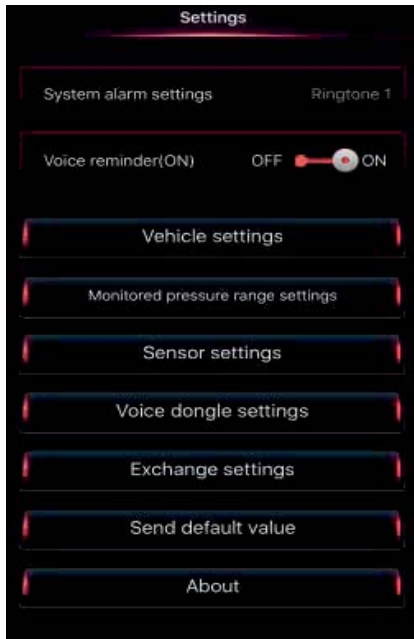 Settings
System alarm settings Ringtone 1
Voice reminder(ON) OFF ON
Vehicle settings
Monitored pressure range settings
Sensor settings
Voice dongle settings
Exchange settings
Send default value
About